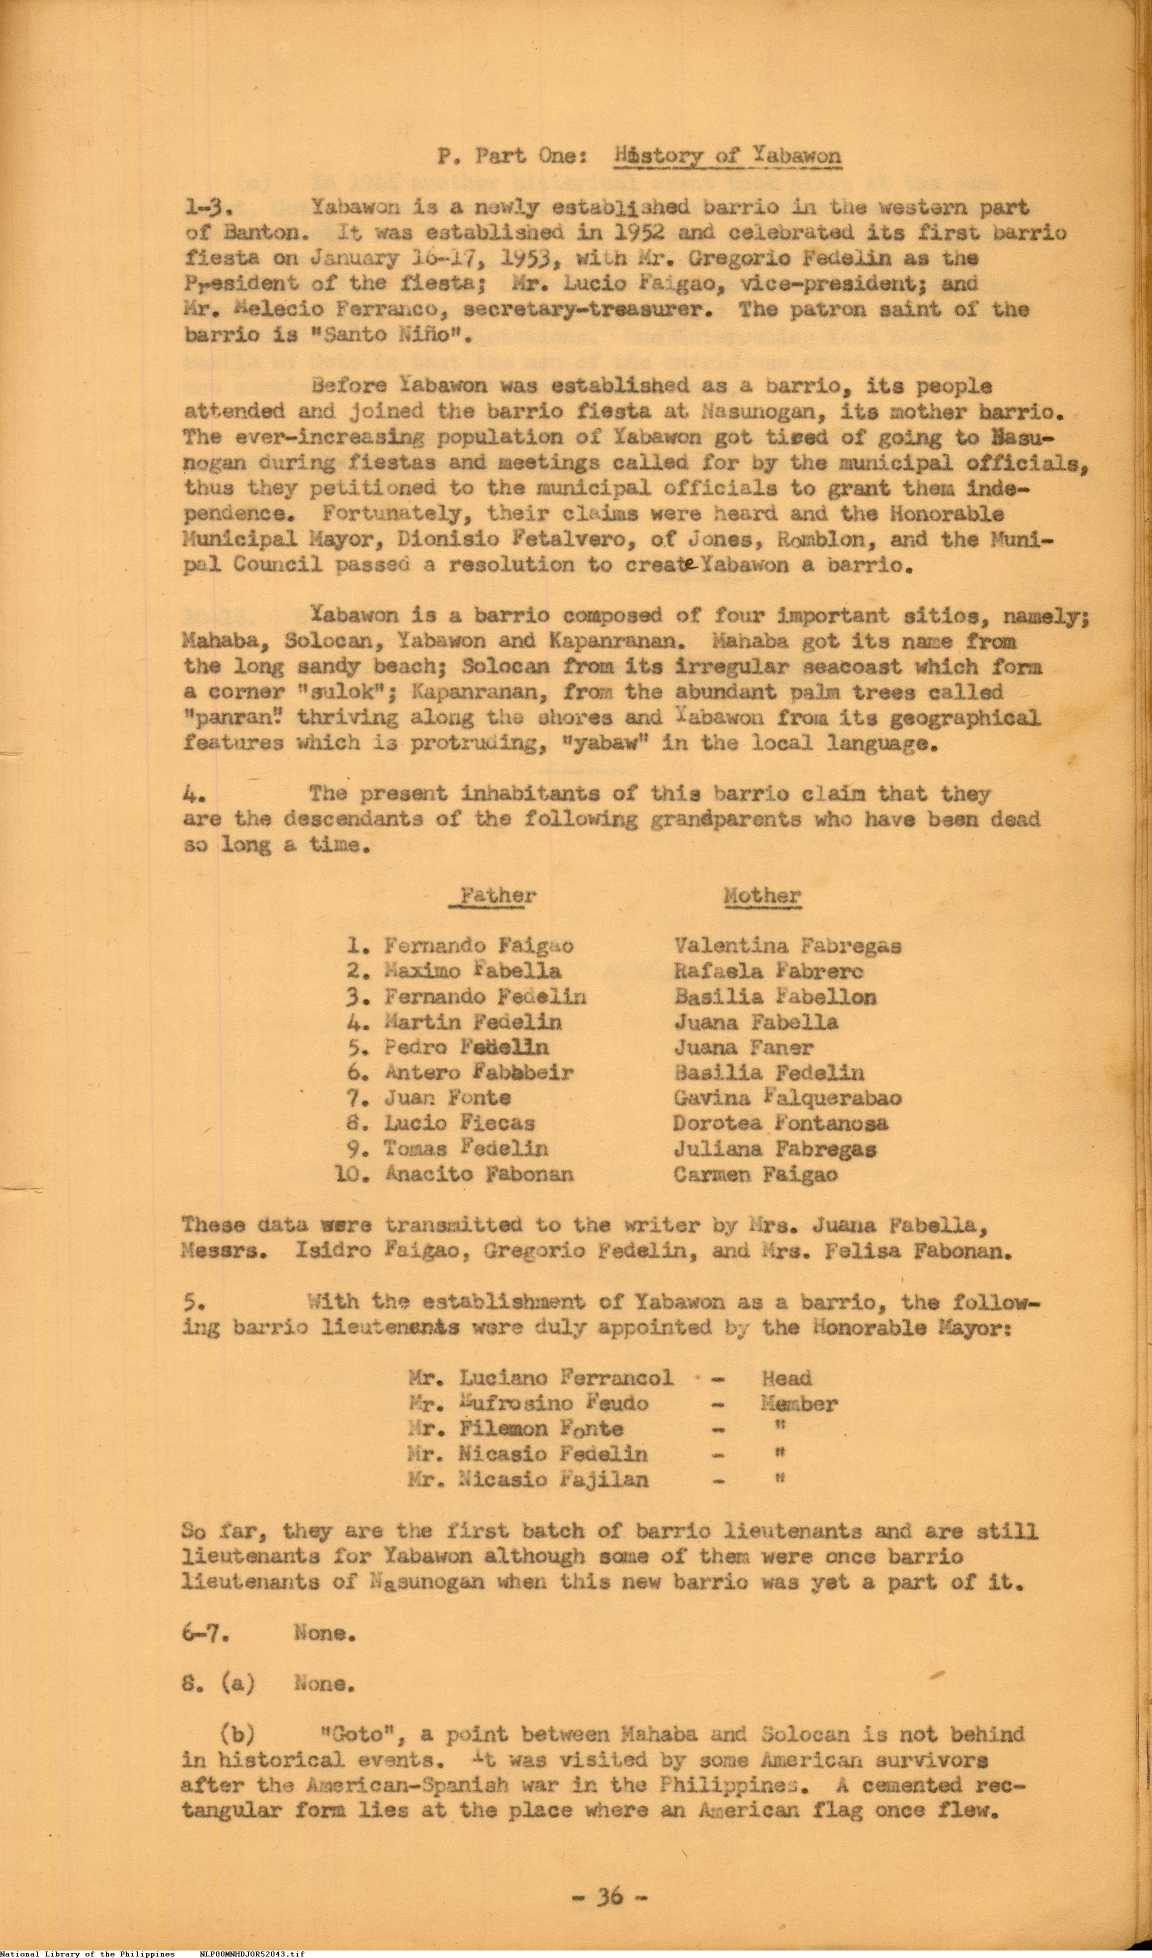 P. Part One: History of Yabawon
1-3. Yabawon is a newly established barrio in the western part
of Banton. It was established in 1952 and celebrated its first barrio
fiesta on January 16-17, 1953, with Mr. Gregorio Fedelin as the
President of the fiesta; Mr. Lucio Faigao, vice-president; and
Mr. Melecio Ferranco, secretary-treasurer. The patron saint of the
barrio is "Santo Niño".
Before Yabawon was established as a barrio, its people
attended and joined the barrio fiesta at Nasunogan, its mother barrio.
The ever-increasing population of Yabawon got tired of going to Nasu-
nogan during fiestas and meetings called for by the municipal officials,
thus they petitioned to the municipal officials to grant them inde-
pendence. Fortunately, their claims were heard and the Honorable
Municipal Mayor, Dionisio Fetalvero, of Jones, Romblon, and the Muni-
pal Council passed a resolution to create Yabawon a barrio.
Yabawon is a barrio composed of four important sitios, namely;
Mahaba, Solocan, Yabawon and Kapanranan. Mahaba got its name from
the long sandy beach; Solocan from its irregular seacoast which form
a corner "sulok"; Kapanranan, from the abundant palm trees called
"panran" thriving along the shores and Yabawon from its geographical
features which is protruding, "yabaw" in the local language.
4. The present inhabitants of this barrio claim that they
are the descendants of the following grandparents who have been dead
so long a time.
Father Mother
1. Fernando Faigao Valentina Fabregas
2. Maximo Fabella Rafaela Fabrero
3. Fernando Fedelin Basilia Fabellon
4. Martin Fedelin Juana Fabella
5. Pedro Fedelin Juana Faner
6. Antero Fabbbeir Basilia Fedelin
7. Juan Fonte Gavina Falquerabao
8. Lucio Fiecas Dorotea Fontanosa
9. Tomas Fedelin Juliana Fabregas
10. Anacito Fabonan Carmen Faigao
These data were transmitted to the writer by Mrs. Juana Fabella,
Messrs. Isidro Faigao, Gregorio Fedelin, and Mrs. Felisa Fabonan.
5. With the establishment of Yabawon as a barrio, the follow-
ing barrio lieutenents were duly appointed by the Honorable Mayor:
Mr. Luciano Ferrancol - Head
Mr. Eufrosino Feudo - Member
Mr. Filemon Fonte - "
Mr. Nicasio Fedelin - "
Mr. Nicasio Fajilan - "
So far, they are the first batch of barrio lieutenants and are still
lieutenants for Yabawon although some of them were once barrio
lieutenants of Nasunogan when this new barrio was yet a part of it.
6-7. None.
8. (a) None.
(b) "Goto", a point between Mahaba and Solocan is not behind
in historical events. It was visited by some American survivors
after the American-Spanish war in the Philippines. A cemented rec-
tangular form lies at the place where an American flag once flew.
- 36 -
National Library of the Philippines NLPOOMNHDJOR52043.tif